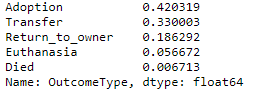 Adoption 0.420319
Transfer 0.330003
Return_to_owner 0.186292
Euthanasia 0.056672
Died 0.006713
Name: OutcomeType, dtype: float64